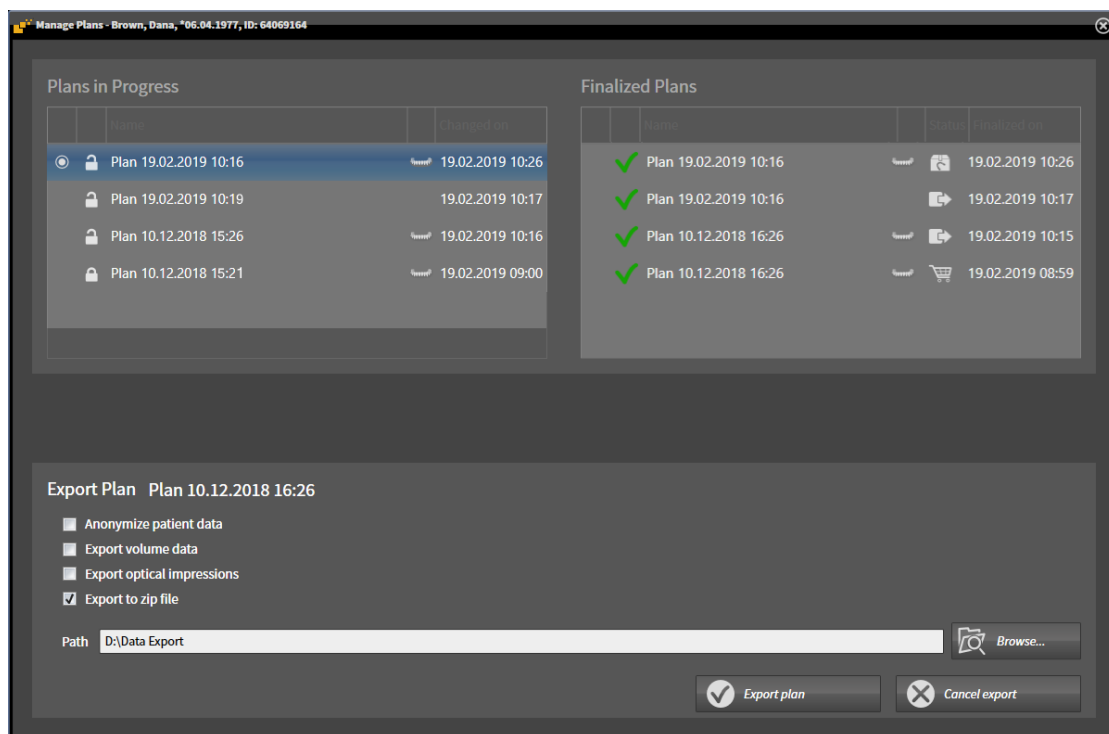 Manage Plans - Brown, Dana, *06.04.1977, ID: 64069164
Plans in Progress
Name Changed on
Plan 19.02.2019 10:16 19.02.2019 10:26
Plan 19.02.2019 10:19 19.02.2019 10:17
Plan 10.12.2018 15:26 19.02.2019 10:16
Plan 10.12.2018 15:21 19.02.2019 09:00
Finalized Plans
Name Status Finalized on
Plan 19.02.2019 10:16 19.02.2019 10:26
Plan 19.02.2019 10:16 19.02.2019 10:17
Plan 10.12.2018 16:26 19.02.2019 10:15
Plan 10.12.2018 16:26 19.02.2019 08:59
Export Plan Plan 10.12.2018 16:26
Anonymize patient data
Export volume data
Export optical impressions
Export to zip file
Path D:\Data Export Browse...
Export plan Cancel export